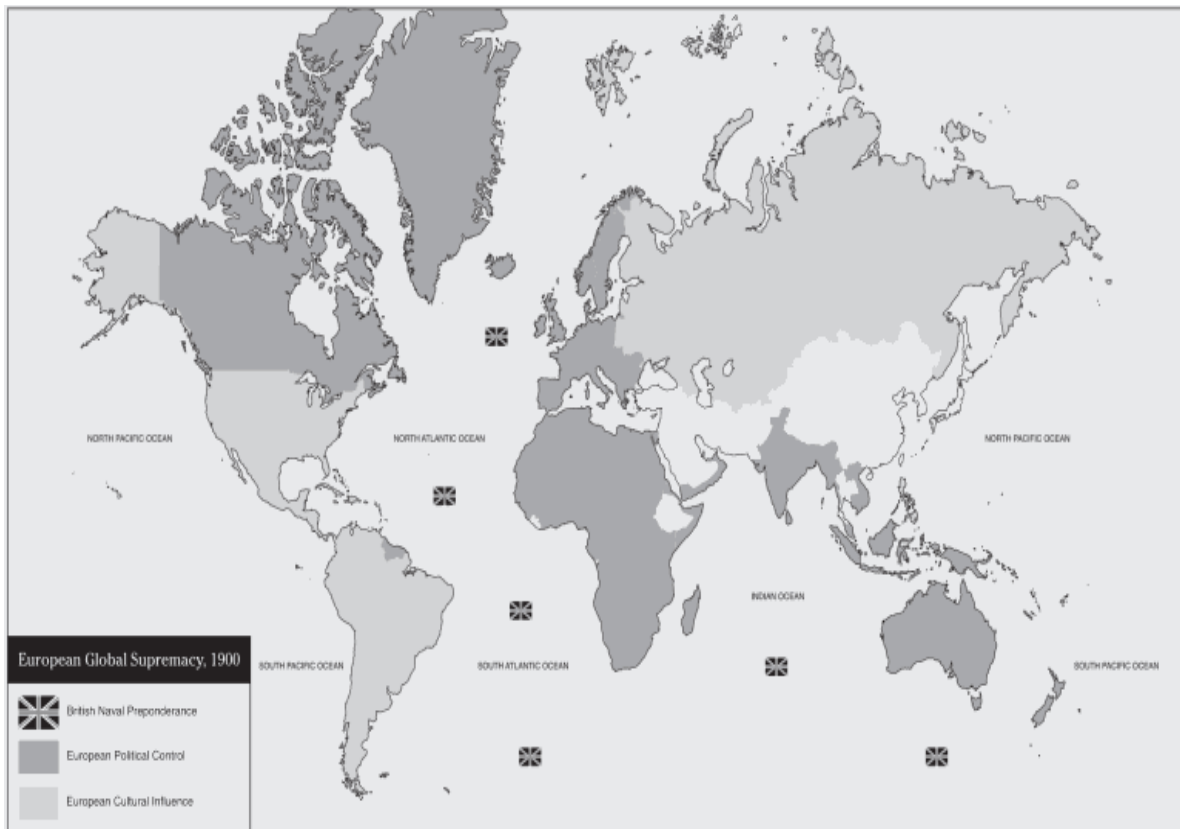 NORTH PACIFIC OCEAN
NORTH ATLANTIC OCEAN
NORTH PACIFIC OCEAN
INDIAN OCEAN
SOUTH PACIFIC OCEAN
SOUTH ATLANTIC OCEAN
SOUTH PACIFIC OCEAN
European Global Supremacy, 1900
British Naval Preponderance
European Political Control
European Cultural Influence